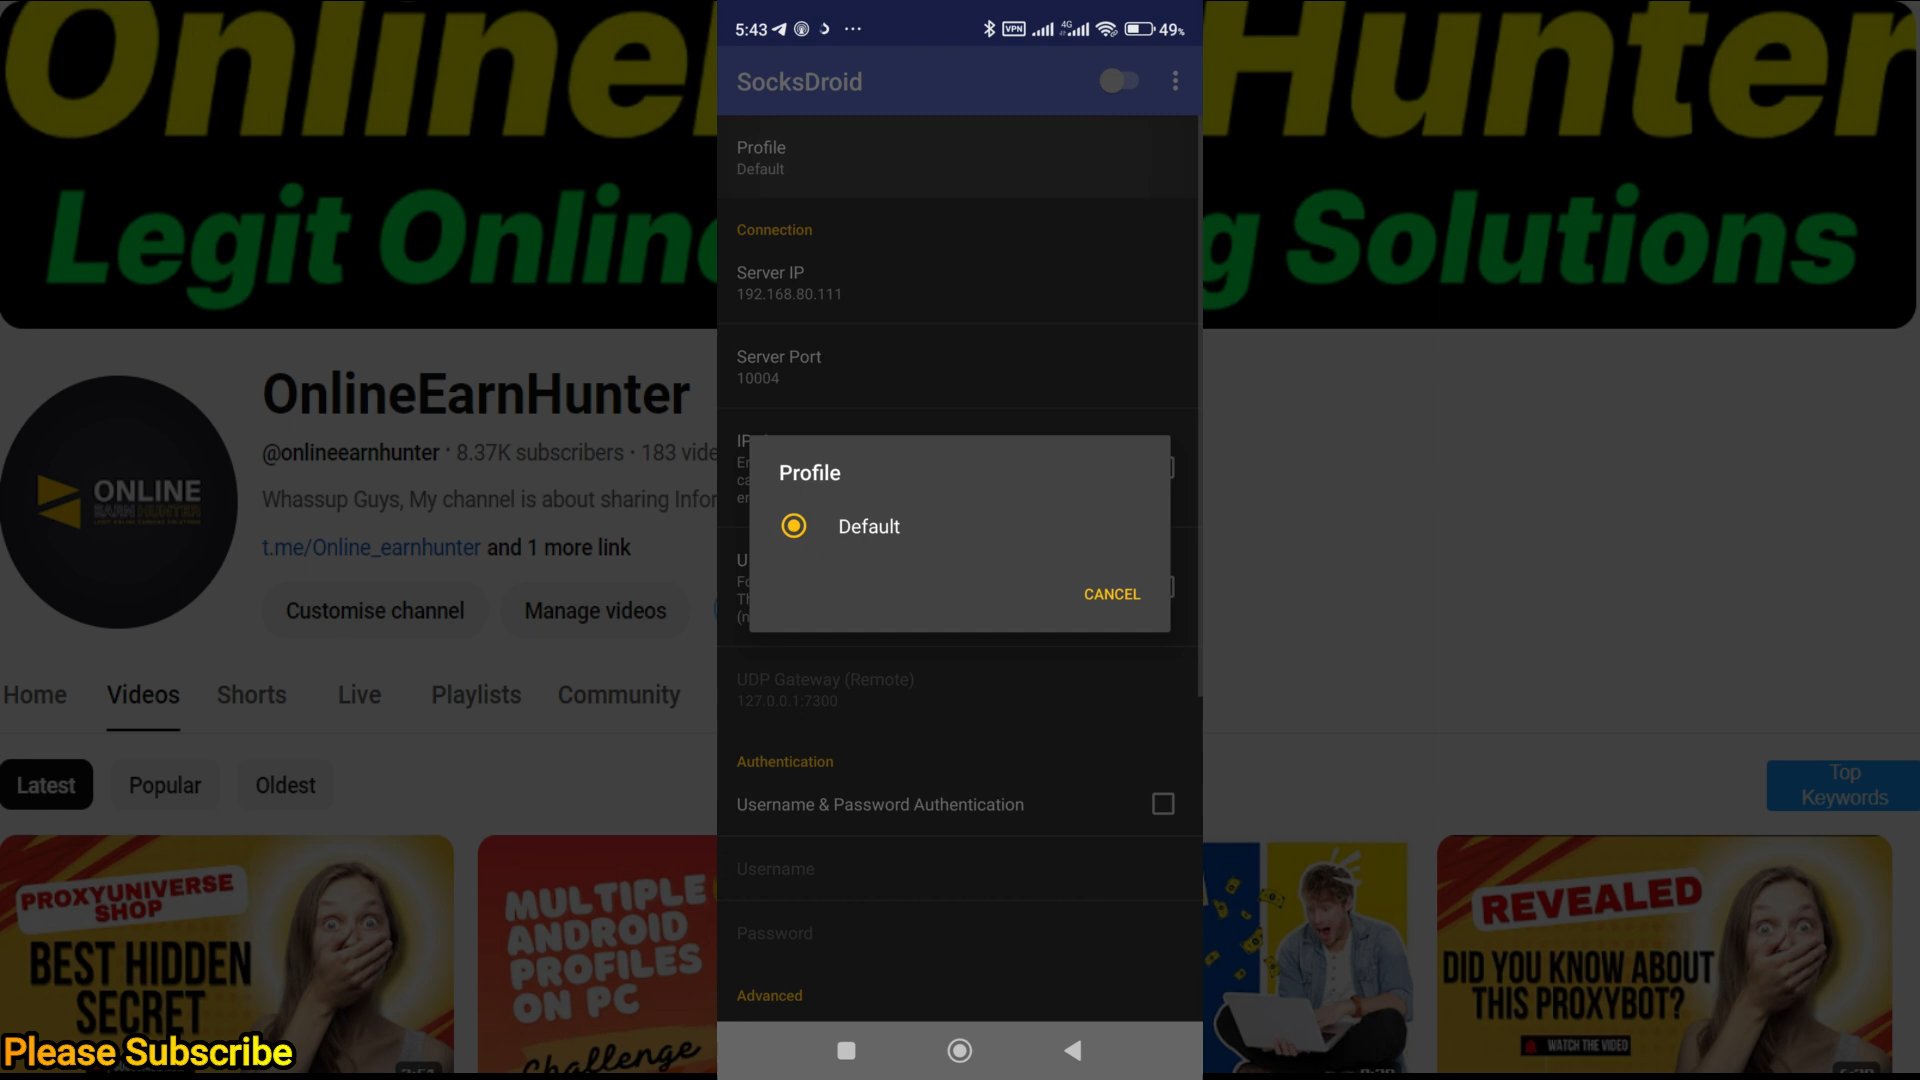 Onlinel
Hunter
Legit Onlin
g Solutions
5:43
VPN
4G
49%
SocksDroid
Profile
Default
Connection
Server IP
192.168.80.111
Server Port
10004
Profile
Default
CANCEL
UDP Gateway (Remote)
127.0.0.1:7300
Authentication
Username & Password Authentication
Username
Password
Advanced
ONLINE
EARN HUNTER
OnlineEarnHunter
@onlineearnhunter · 8.37K subscribers · 183 vide
Whassup Guys, My channel is about sharing Infor
t.me/Online_earnhunter and 1 more link
Customise channel
Manage videos
Home
Videos
Shorts
Live
Playlists
Community
Latest
Popular
Oldest
Top
Keywords
PROXYUNIVERSE
SHOP
BEST HIDDEN
SECRET
MULTIPLE
ANDROID
PROFILES
ON PC
Challenge
REVEALED
DID YOU KNOW ABOUT
THIS PROXYBOT?
WATCH THE VIDEO
Please Subscribe